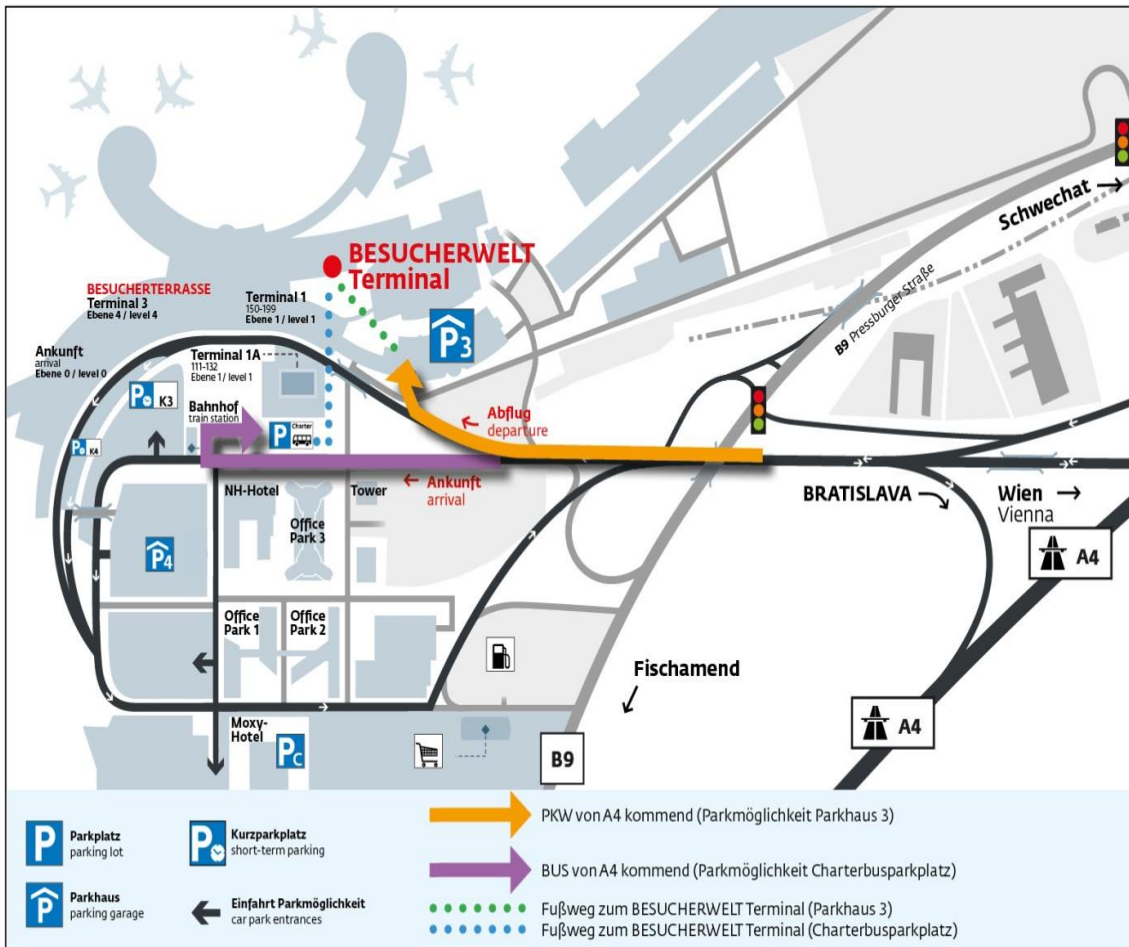 BESUCHERWELT
Terminal
BESUCHERTERRASSE
Terminal 3
Ebene 4 / level 4
Terminal 1
150-199
Ebene 1 / level 1
P3
Ankunft
arrival
Ebene 0 / level 0
Terminal 1A
111-132
Ebene 1 / level 1
P K3
P K4
Bahnhof
train station
P Charter
Abflug
departure
Ankunft
arrival
Schwechat
B9 Pressburger Straße
BRATISLAVA
Wien
Vienna
A4
A4
NH-Hotel
Tower
Office
Park 3
P4
Office
Park 1
Office
Park 2
Fischamend
Moxy-
Hotel
PC
B9
P
Parkplatz
parking lot
P
Kurzparkplatz
short-term parking
P
Parkhaus
parking garage
Einfahrt Parkmöglichkeit
car park entrances
PKW von A4 kommend (Parkmöglichkeit Parkhaus 3)
BUS von A4 kommend (Parkmöglichkeit Charterbusparkplatz)
Fußweg zum BESUCHERWELT Terminal (Parkhaus 3)
Fußweg zum BESUCHERWELT Terminal (Charterbusparkplatz)